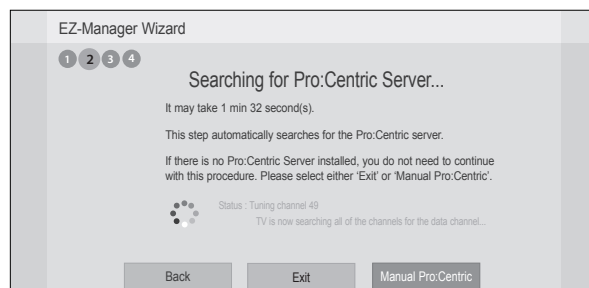 EZ-Manager Wizard
1 2 3 4
Searching for Pro:Centric Server...
It may take 1 min 32 second(s).
This step automatically searches for the Pro:Centric server.
If there is no Pro:Centric Server installed, you do not need to continue
with this procedure. Please select either ‘Exit’ or ‘Manual Pro:Centric’.
Status : Tuning channel 49
TV is now searching all of the channels for the data channel...
Back Exit Manual Pro:Centric